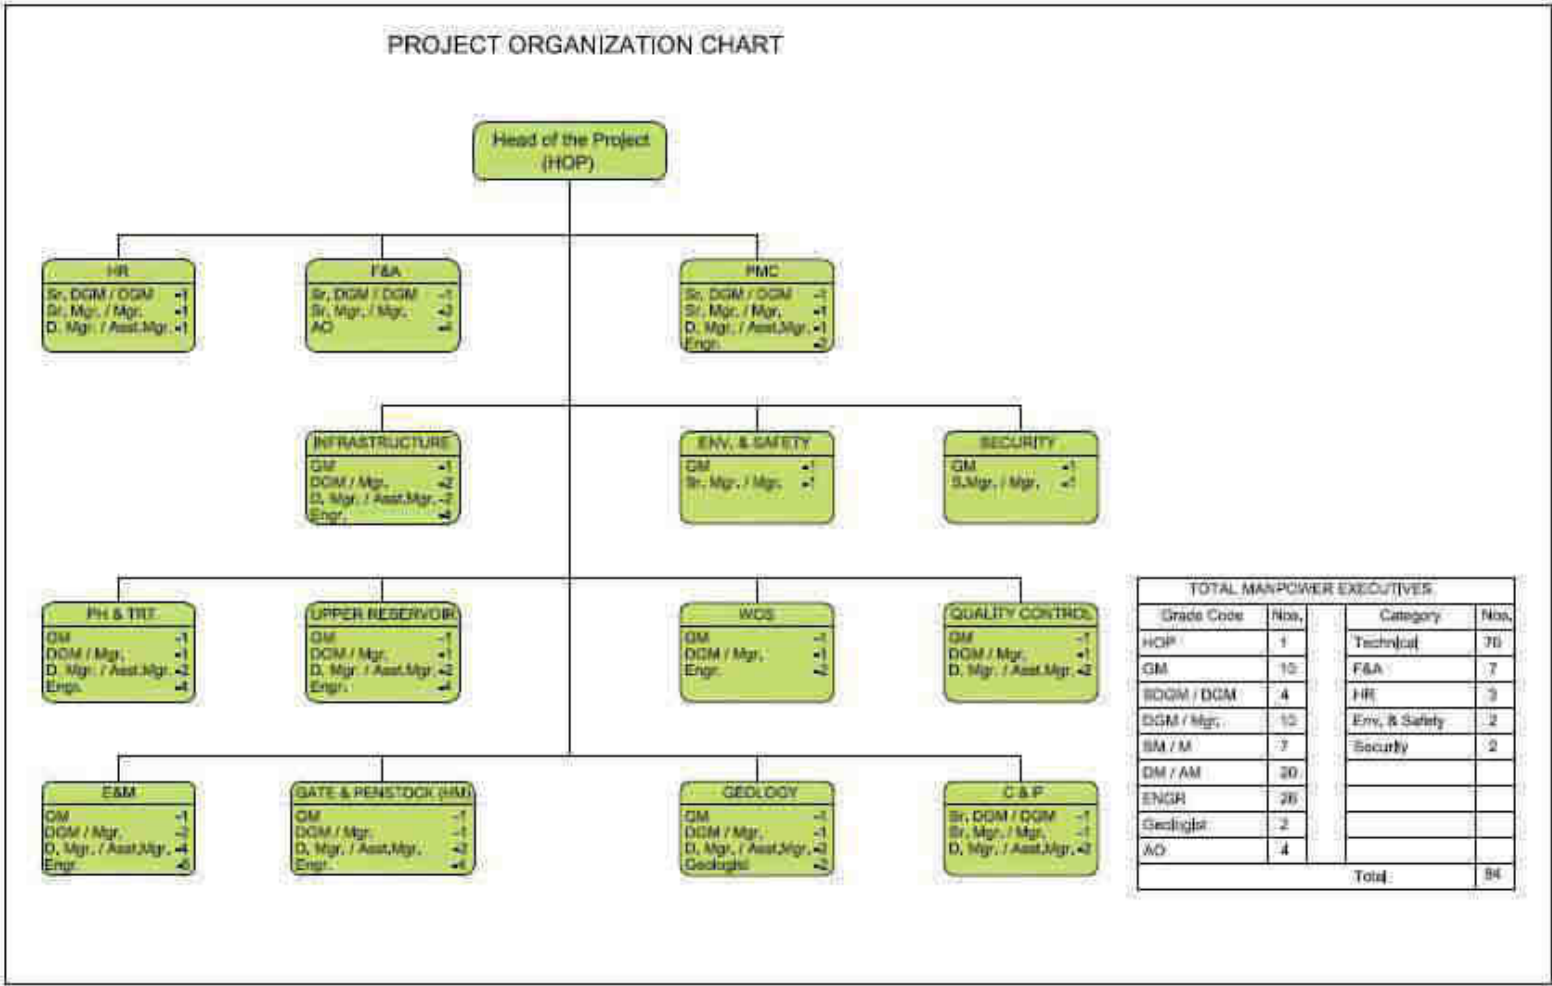 PROJECT ORGANIZATION CHART
Head of the Project
(HOP)
HR
Sr. DGM / DGM -1
Sr. Mgr. / Mgr. -1
D. Mgr. / Asst.Mgr. -1
F&A
Sr. DGM / DGM -1
Sr. Mgr. / Mgr. -2
AO -4
PMC
Sr. DGM / DGM -1
Sr. Mgr. / Mgr. -1
D. Mgr. / Asst.Mgr. -1
Engr. -2
INFRASTRUCTURE
GM -1
DGM / Mgr. -2
D. Mgr. / Asst.Mgr. -2
Engr. -4
ENV. & SAFETY
GM -1
Sr. Mgr. / Mgr. -1
SECURITY
GM -1
S.Mgr. / Mgr. -1
PH & TRT
GM -1
DGM / Mgr. -1
D. Mgr. / Asst.Mgr. -2
Engr. -4
UPPER RESERVOIR
GM -1
DGM / Mgr. -1
D. Mgr. / Asst.Mgr. -2
Engr. -4
WCS
GM -1
DGM / Mgr. -1
Engr. -2
QUALITY CONTROL
GM -1
DGM / Mgr. -1
D. Mgr. / Asst.Mgr. -2
E&M
GM -1
DGM / Mgr. -2
D. Mgr. / Asst.Mgr. -4
Engr. -6
GATE & PENSTOCK (HM)
GM -1
DGM / Mgr. -1
D. Mgr. / Asst.Mgr. -2
Engr. -4
GEOLOGY
GM -1
DGM / Mgr. -1
D. Mgr. / Asst.Mgr. -2
Geologist -2
C & P
Sr. DGM / DGM -1
Sr. Mgr. / Mgr. -1
D. Mgr. / Asst.Mgr. -2
TOTAL MANPOWER EXECUTIVES
Grade Code Nos. Category Nos.
HOP 1 Technical 70
GM 10 F&A 7
SDGM / DGM 4 HR 3
DGM / Mgr. 10 Env. & Safety 2
SM / M 7 Security 2
DM / AM 20
ENGR 26
Geologist 2
AO 4
Total 84